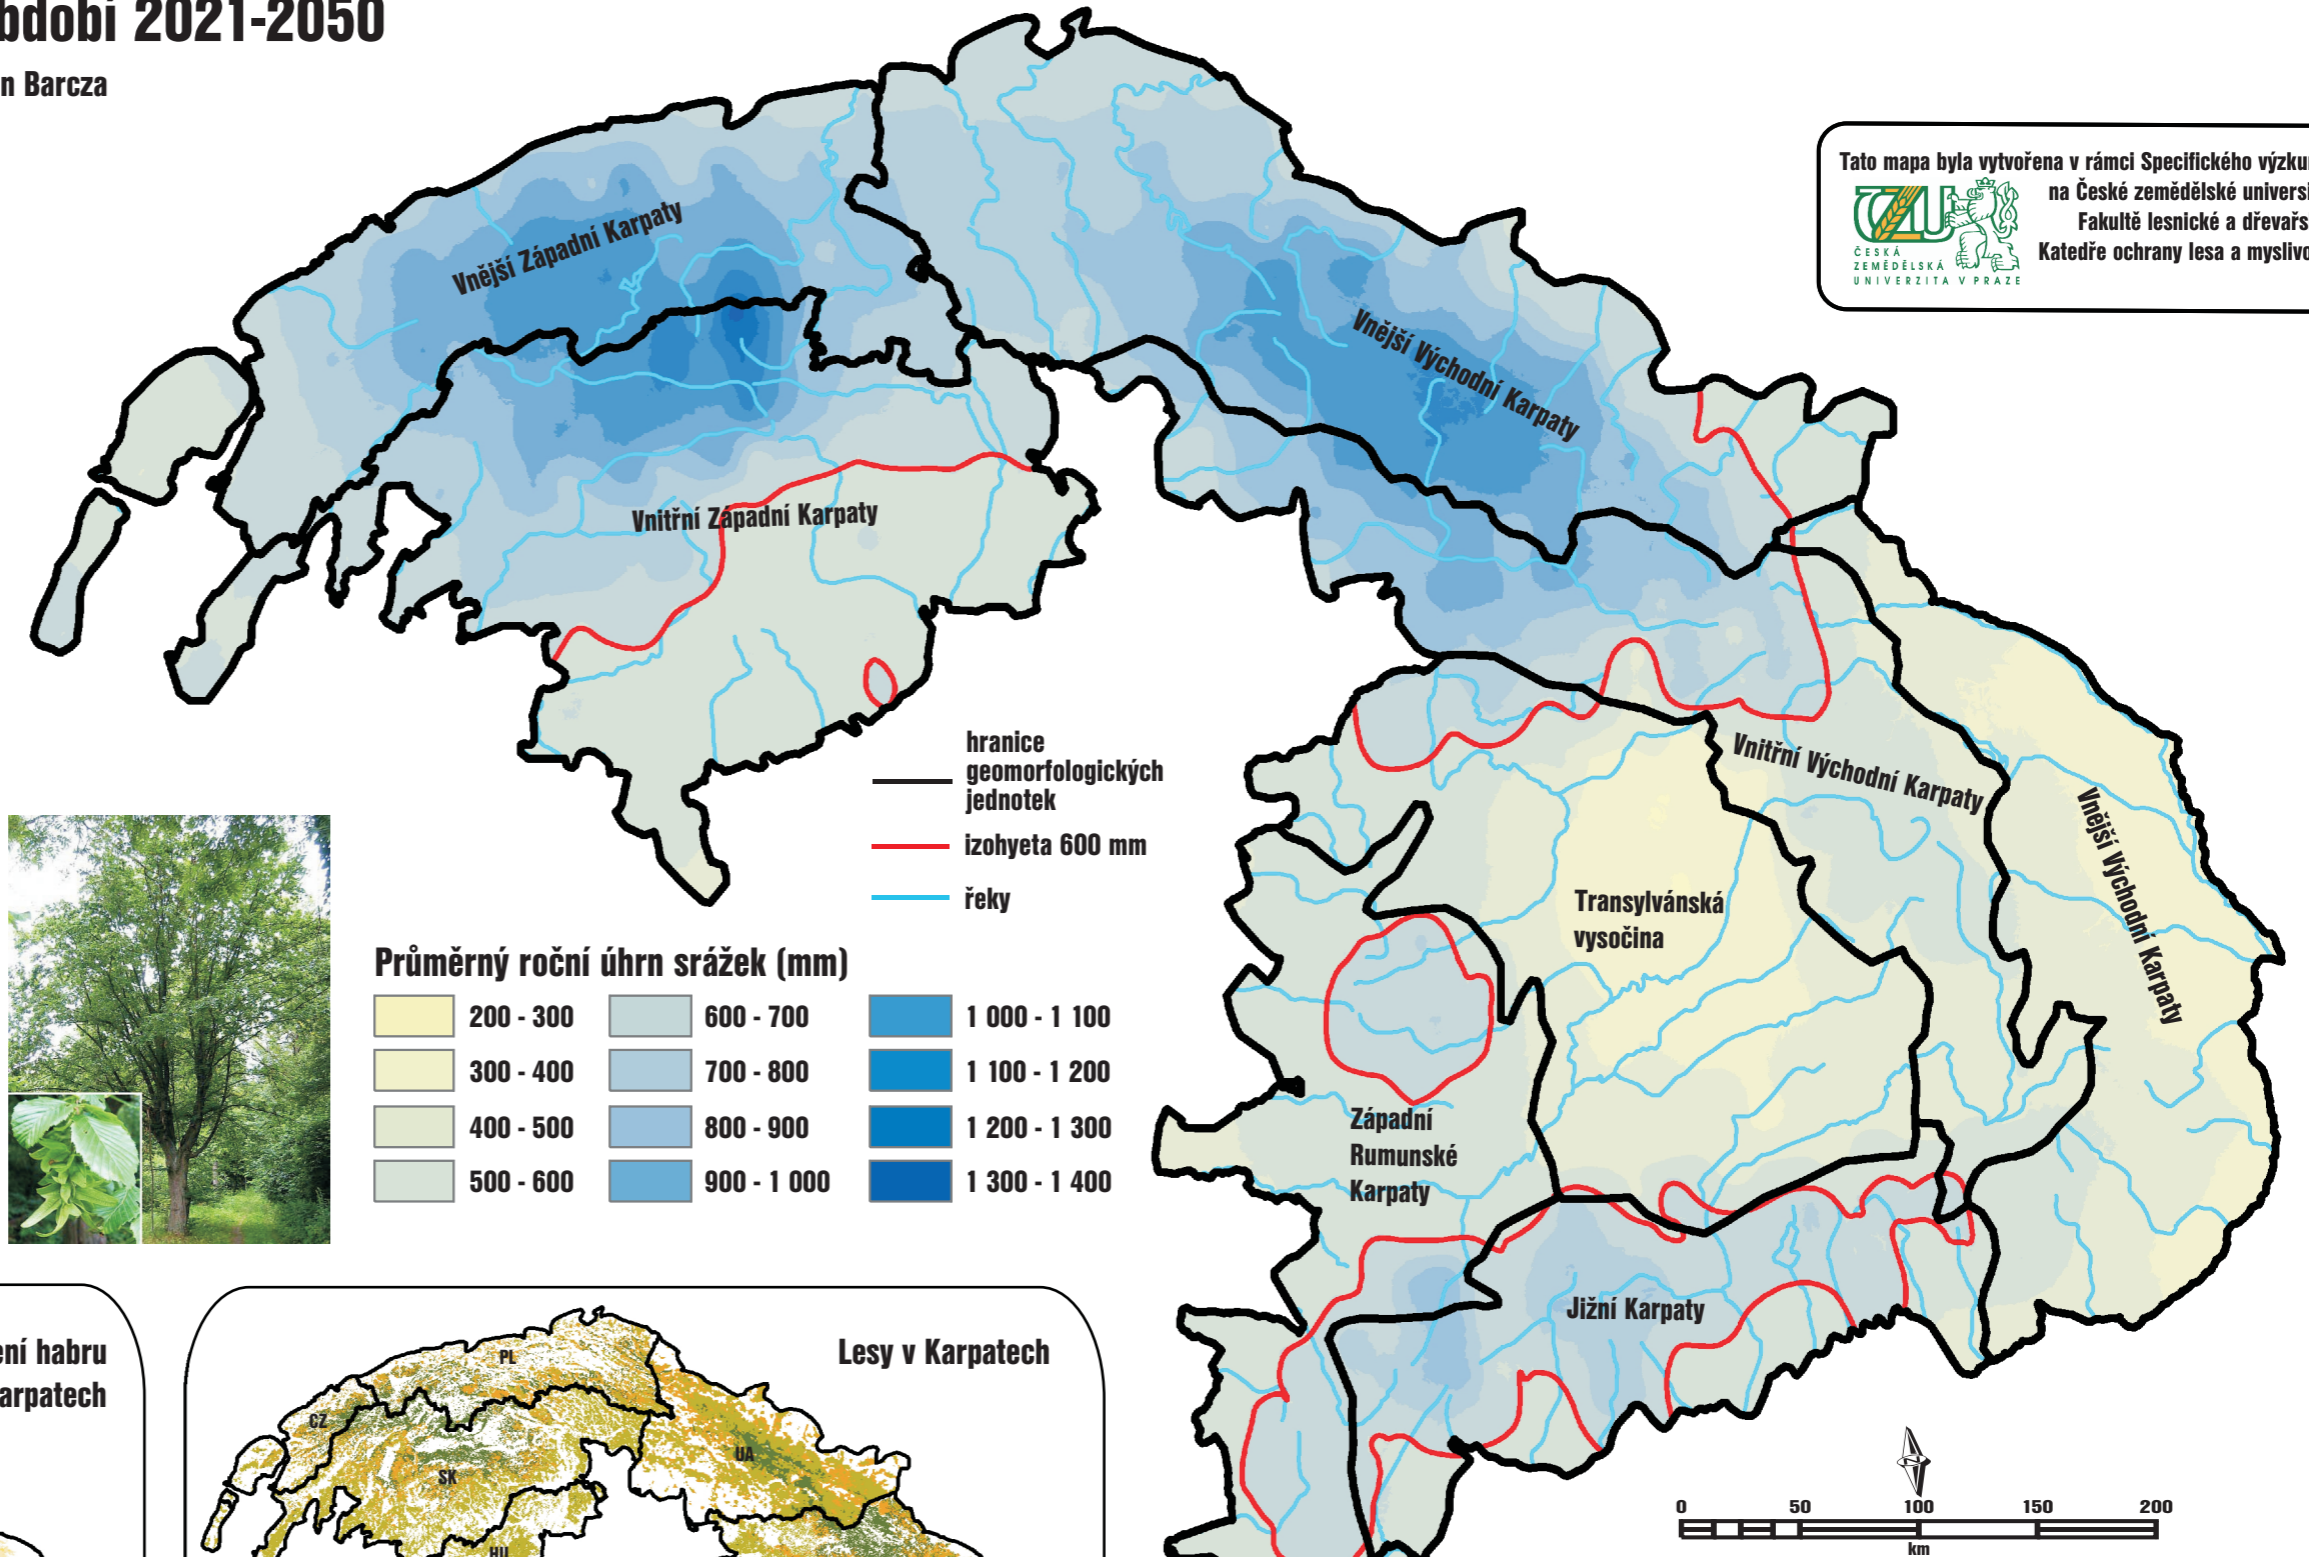 bdobí 2021-2050
n Barcza
Tato mapa byla vytvořena v rámci Specifického výzku
na České zemědělské univers
Fakultě lesnické a dřevařs
Katedře ochrany lesa a mysliv
ČZU
ČESKÁ
ZEMĚDĚLSKÁ
UNIVERZITA V PRAZE
Vnější Západní Karpaty
Vnější Východní Karpaty
Vnitřní Západní Karpaty
Vnitřní Východní Karpaty
Vnější Východní Karpaty
Transylvánská
vysočina
Západní
Rumunské
Karpaty
Jižní Karpaty
hranice
geomorfologických
jednotek
izohyeta 600 mm
řeky
Průměrný roční úhrn srážek (mm)
200 - 300
300 - 400
400 - 500
500 - 600
600 - 700
700 - 800
800 - 900
900 - 1 000
1 000 - 1 100
1 100 - 1 200
1 200 - 1 300
1 300 - 1 400
ení habru
arpatech
Lesy v Karpatech
PL
CZ
SK
UA
HU
0 50 100 150 200
km